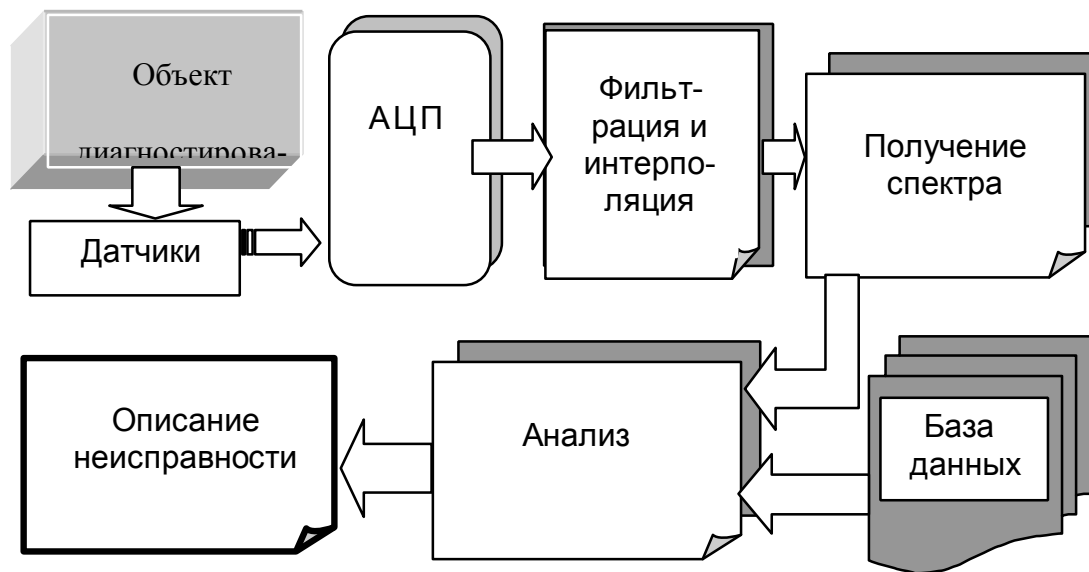 Объект
диагностирова-
АЦП
Фильт-
рация и
интерпо-
ляция
Получение
спектра
Датчики
Описание
неисправности
Анализ
База
данных